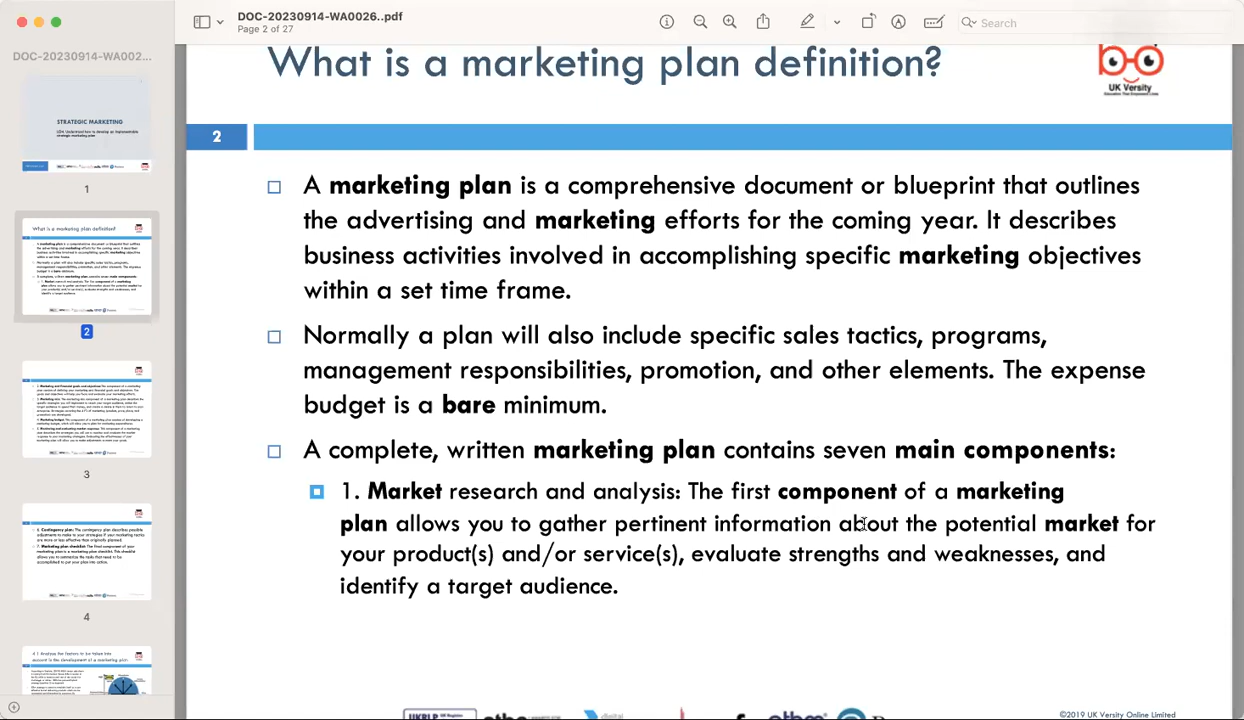 DOC-20230914-WA0026..pdf
Page 2 of 27
Search
DOC-20230914-WA002...
STRATEGIC MARKETING
1
What is a marketing plan definition?
2
3
4
What is a marketing plan definition?
UK Versity
2
A marketing plan is a comprehensive document or blueprint that outlines
the advertising and marketing efforts for the coming year. It describes
business activities involved in accomplishing specific marketing objectives
within a set time frame.
Normally a plan will also include specific sales tactics, programs,
management responsibilities, promotion, and other elements. The expense
budget is a bare minimum.
A complete, written marketing plan contains seven main components:
1. Market research and analysis: The first component of a marketing
plan allows you to gather pertinent information about the potential market for
your product(s) and/or service(s), evaluate strengths and weaknesses, and
identify a target audience.
©2019 UK Versity Online Limited